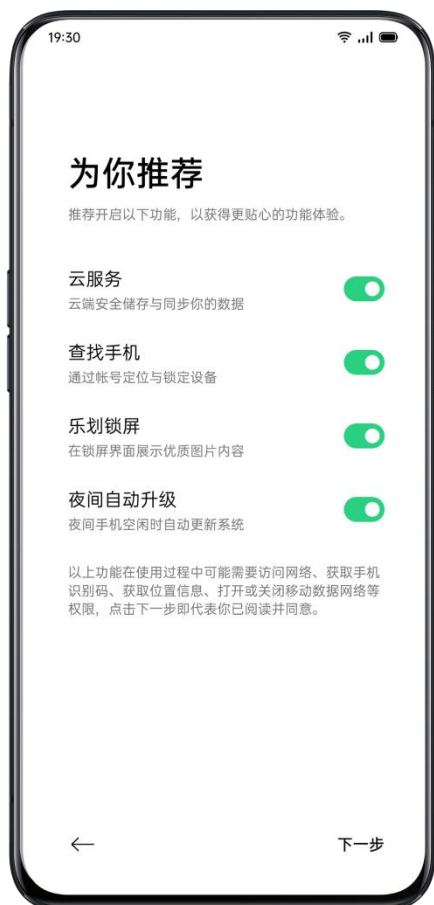 19:30
为你推荐
推荐开启以下功能，以获得更贴心的功能体验。
云服务
云端安全储存与同步你的数据
查找手机
通过帐号定位与锁定设备
乐划锁屏
在锁屏界面展示优质图片内容
夜间自动升级
夜间手机空闲时自动更新系统
以上功能在使用过程中可能需要访问网络、获取手机
识别码、获取位置信息、打开或关闭移动数据网络等
权限，点击下一步即代表你已阅读并同意。
下一步